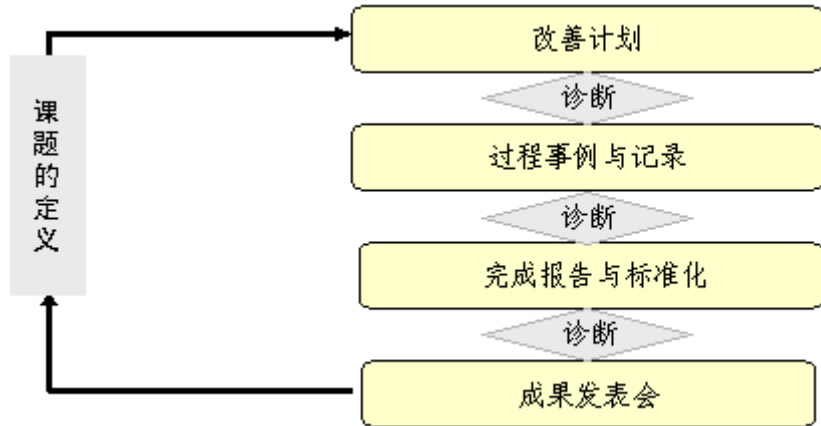 改善计划
诊断
课题的定义
过程事例与记录
诊断
完成报告与标准化
诊断
成果发表会